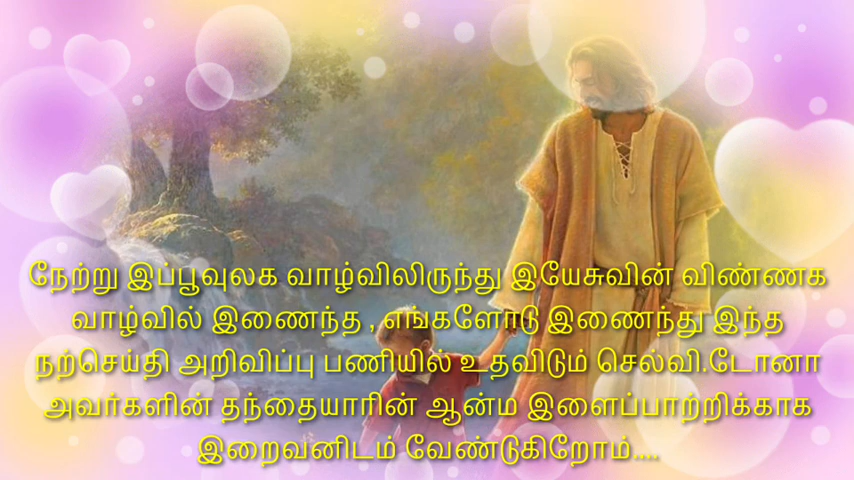 நேற்று இப்பூவுலக வாழ்விலிருந்து இயேசுவின் விண்ணக
வாழ்வில் இணைந்த , எங்களோடு இணைந்து இந்த
நற்செய்தி அறிவிப்பு பணியில் உதவிடும் செல்வி.டோனா
அவர்களின் தந்தையாரின் ஆன்ம இளைப்பாற்றிக்காக
இறைவனிடம் வேண்டுகிறோம்....